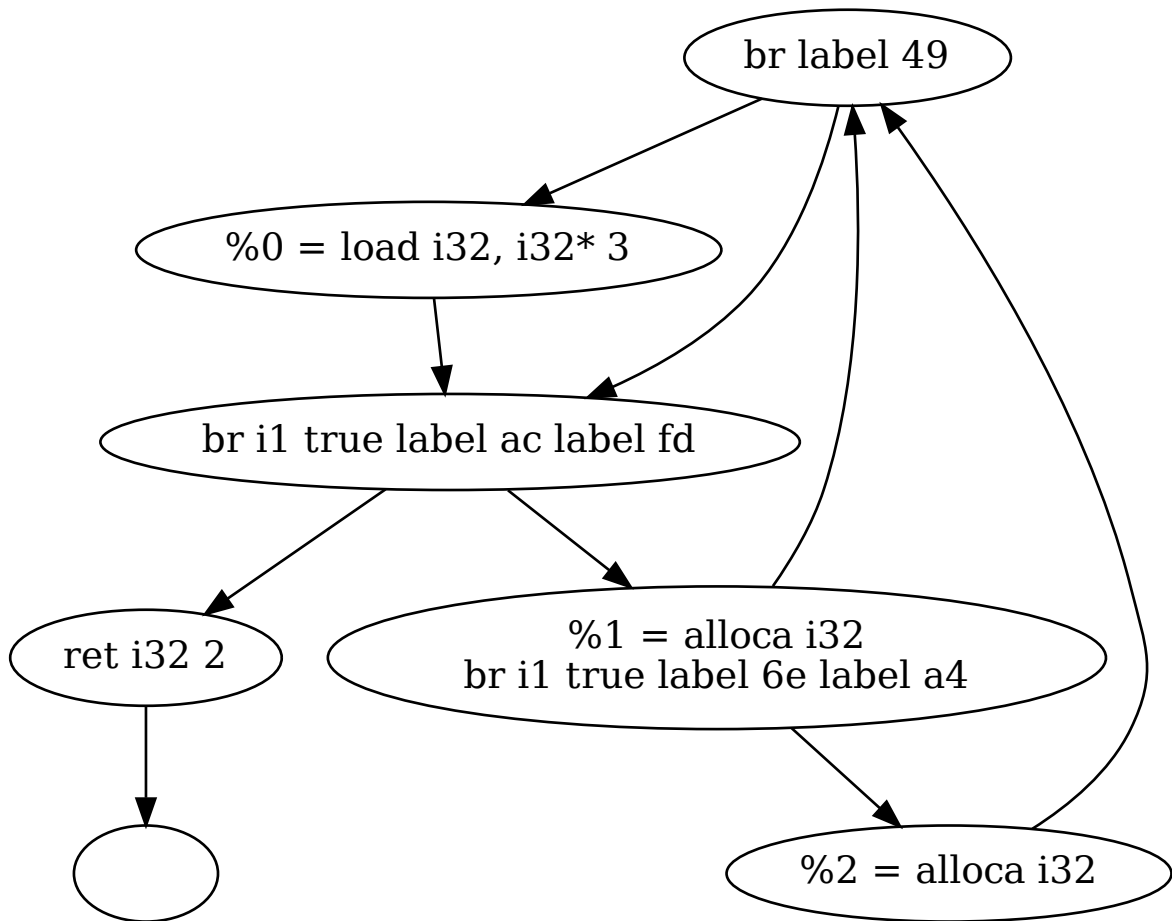 br label 49
%0 = load i32, i32* 3
br i1 true label ac label fd
ret i32 2
%1 = alloca i32
br i1 true label 6e label a4
%2 = alloca i32